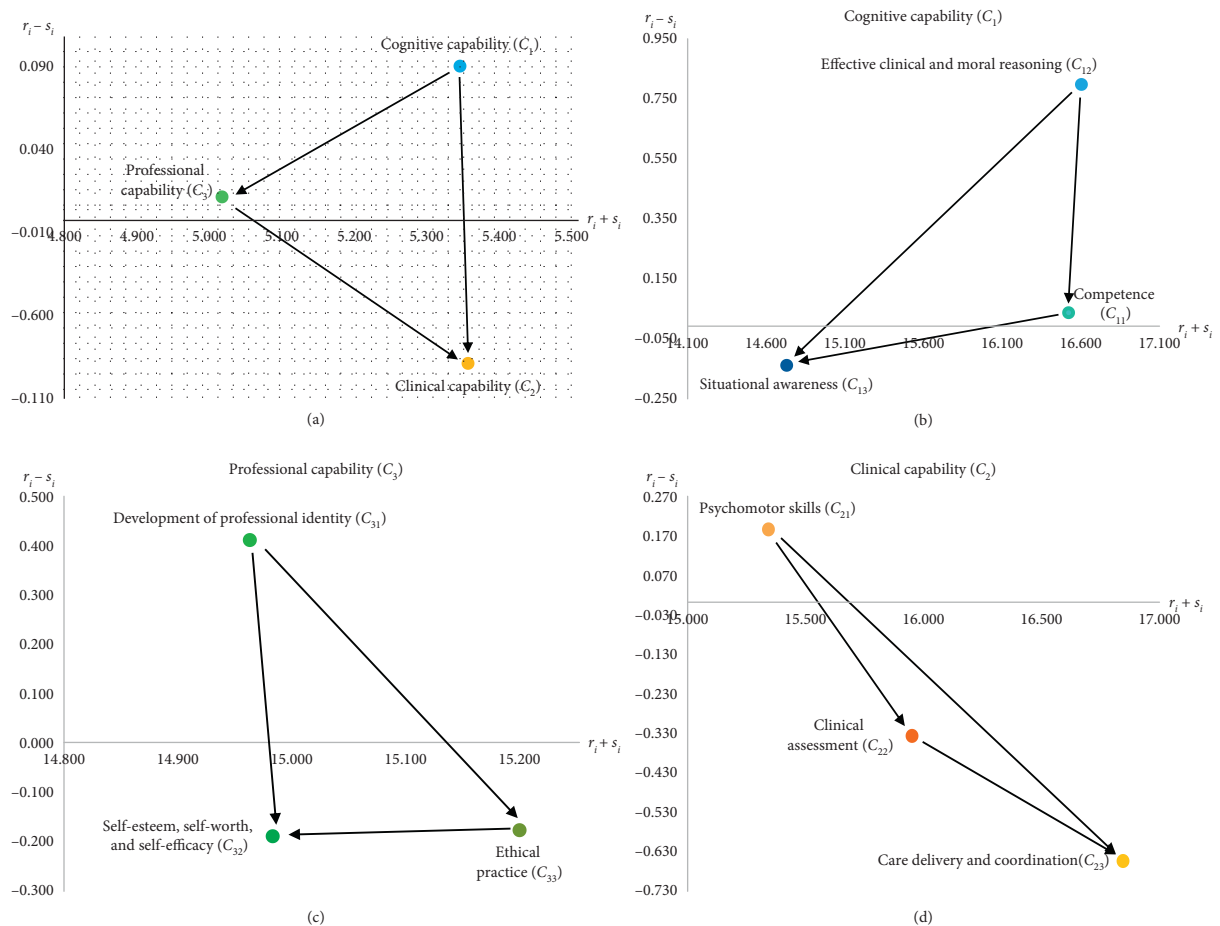 r_i – s_i
Cognitive capability (C_1)
0.090
0.040
Professional
capability (C_3)
–0.010
4.800 4.900 5.000 5.100 5.200 5.300 5.400 5.500
r_i + s_i
–0.600
Clinical capability (C_2)
–0.110
(a)
Cognitive capability (C_1)
r_i – s_i
0.950
Effective clinical and moral reasoning (C_12)
0.750
0.550
0.350
0.150
Competence
(C_11)
r_i + s_i
–0.050
14.100 14.600 15.100 15.600 16.100 16.600 17.100
Situational awareness (C_13)
–0.250
(b)
Professional capability (C_3)
r_i – s_i
0.500
Development of professional identity (C_31)
0.400
0.300
0.200
0.100
0.000
r_i + s_i
14.800 14.900 15.000 15.100 15.200
–0.100
Self-esteem, self-worth,
and self-efficacy (C_32)
–0.200
Ethical
practice (C_33)
–0.300
(c)
Clinical capability (C_2)
r_i – s_i
0.270
Psychomotor skills (C_21)
0.170
0.070
r_i + s_i
–0.030
15.000 15.500 16.000 16.500 17.000
–0.130
–0.230
Clinical
assessment (C_22)
–0.330
–0.430
–0.530
–0.630
Care delivery and coordination(C_23)
–0.730
(d)